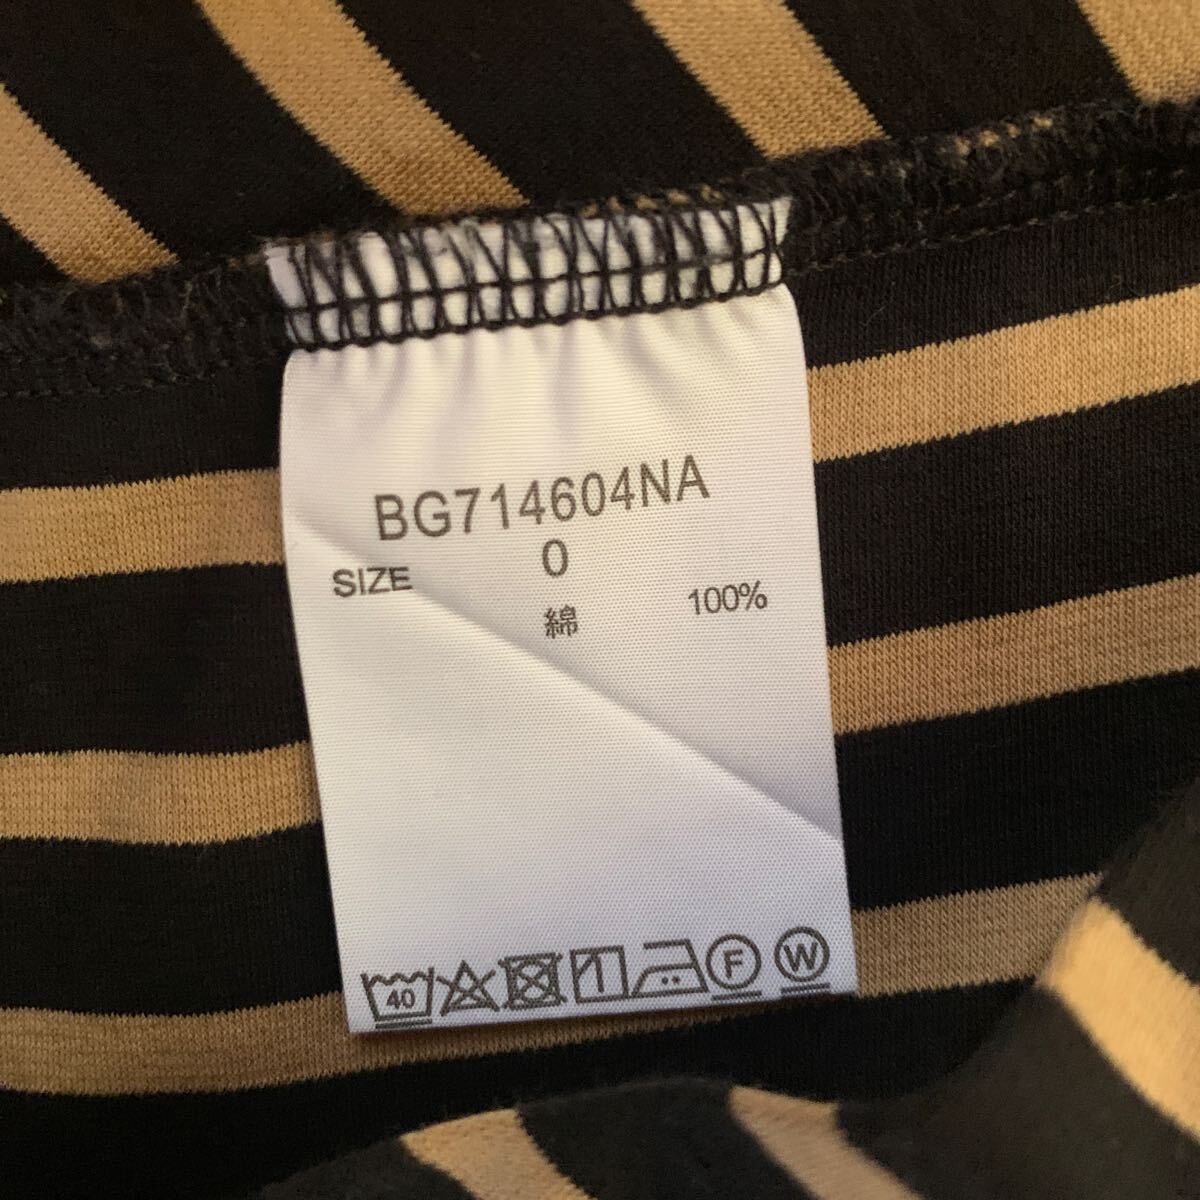 BG714604NA
SIZE 0
綿 100%
40 F W